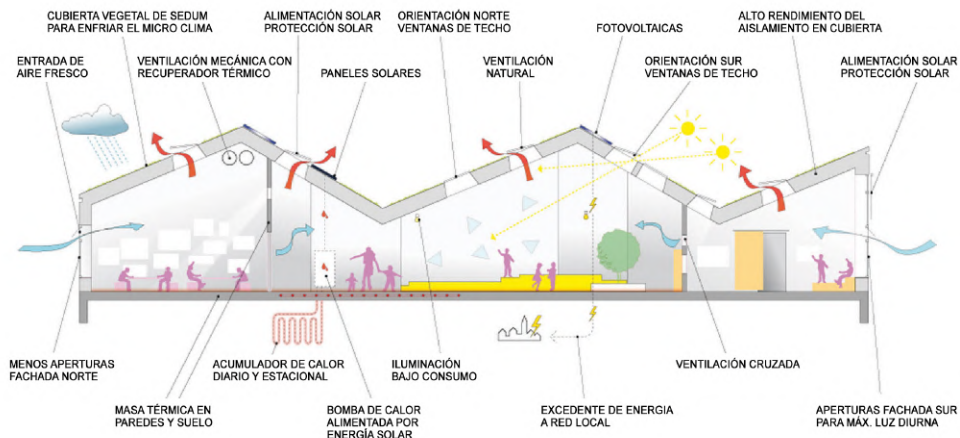 CUBIERTA VEGETAL DE SEDUM
PARA ENFRIAR EL MICRO CLIMA
ALIMENTACIÓN SOLAR
PROTECCIÓN SOLAR
ORIENTACIÓN NORTE
VENTANAS DE TECHO
FOTOVOLTAICAS
ALTO RENDIMIENTO DEL
AISLAMIENTO EN CUBIERTA
ENTRADA DE
AIRE FRESCO
VENTILACIÓN MECÁNICA CON
RECUPERADOR TÉRMICO
PANELES SOLARES
VENTILACIÓN
NATURAL
ORIENTACIÓN SUR
VENTANAS DE TECHO
ALIMENTACIÓN SOLAR
PROTECCIÓN SOLAR
MENOS APERTURAS
FACHADA NORTE
ACUMULADOR DE CALOR
DIARIO Y ESTACIONAL
ILUMINACIÓN
BAJO CONSUMO
VENTILACIÓN CRUZADA
MASA TÉRMICA EN
PAREDES Y SUELO
BOMBA DE CALOR
ALIMENTADA POR
ENERGÍA SOLAR
EXCEDENTE DE ENERGIA
A RED LOCAL
APERTURAS FACHADA SUR
PARA MÁX. LUZ DIURNA